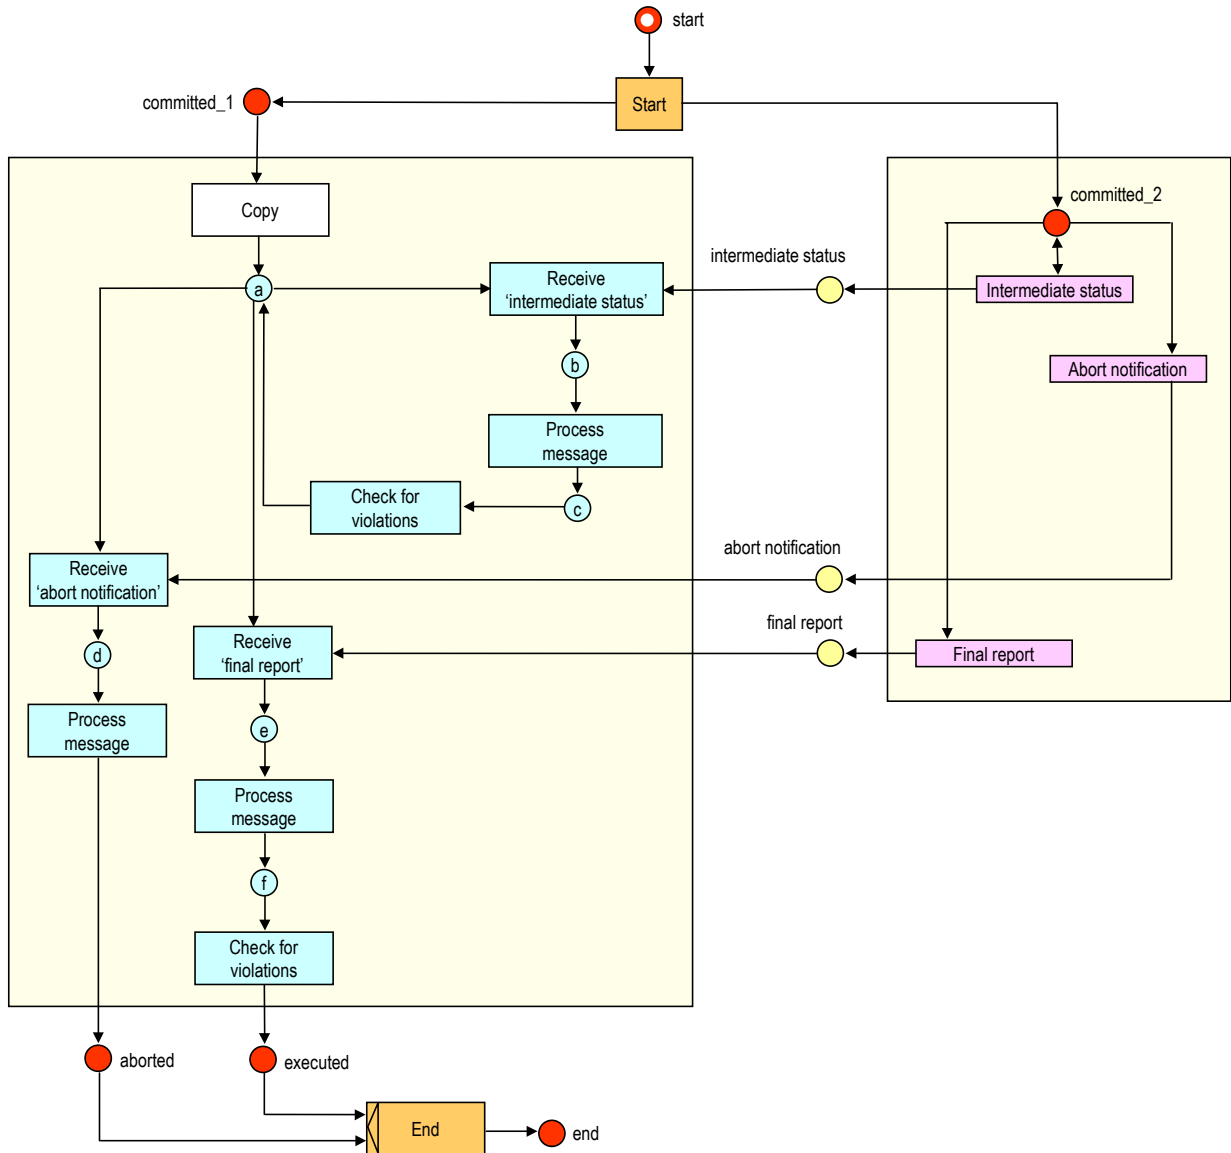 start
Start
committed_1
committed_2
Copy
intermediate status
Receive
‘intermediate status’
a
Intermediate status
b
Abort notification
Process
message
Check for
violations
c
abort notification
Receive
‘abort notification’
final report
Receive
‘final report’
Final report
d
Process
message
e
Process
message
f
Check for
violations
aborted
executed
End
end